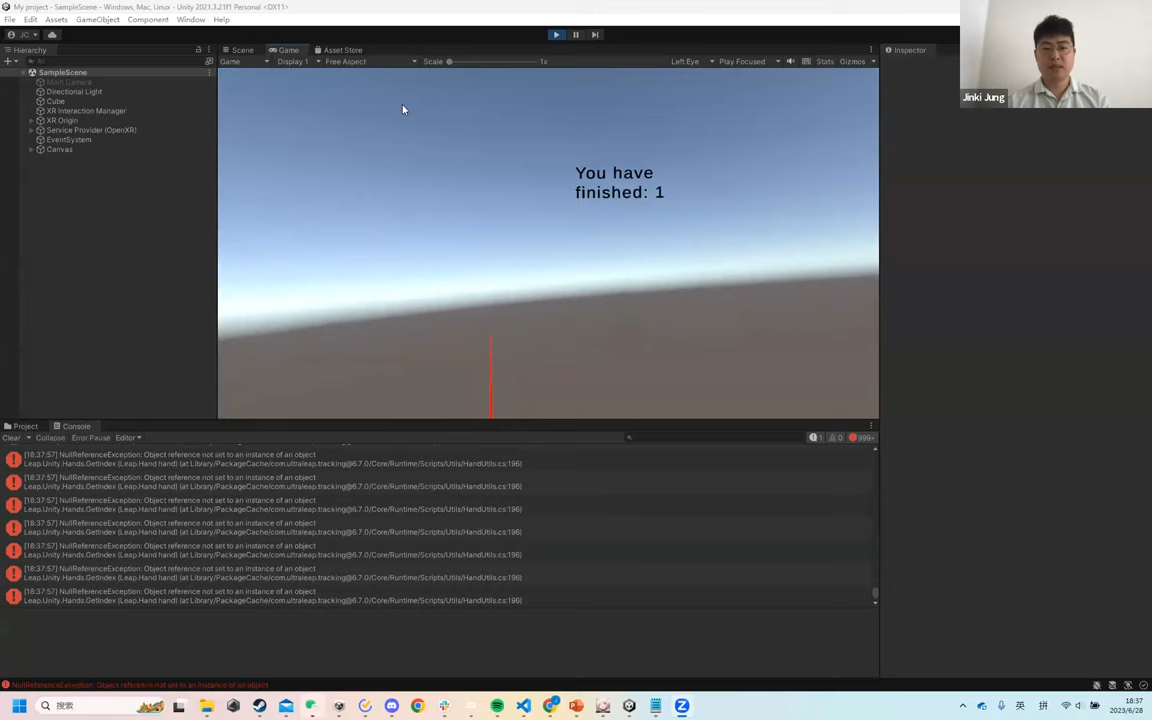 My project - SampleScene - Windows, Mac, Linux - Unity 2021.3.21f1 Personal <DX11>
File Edit Assets GameObject Component Window Help
JC
Hierarchy
All
SampleScene
Main Camera
Directional Light
Cube
XR Interaction Manager
XR Origin
Service Provider (OpenXR)
EventSystem
Canvas
Scene Game Asset Store
Game Display 1 Free Aspect Scale 1x Left Eye Play Focused Stats Gizmos
You have
finished: 1
Inspector
Jinki Jung
Project Console
Clear Collapse Error Pause Editor 1 0 999+
[18:37:57] NullReferenceException: Object reference not set to an instance of an object
Leap.Unity.Hands.GetIndex (Leap.Hand hand) (at Library/PackageCache/com.ultraleap.tracking@6.7.0/Core/Runtime/Scripts/Utils/HandUtils.cs:196)
[18:37:57] NullReferenceException: Object reference not set to an instance of an object
Leap.Unity.Hands.GetIndex (Leap.Hand hand) (at Library/PackageCache/com.ultraleap.tracking@6.7.0/Core/Runtime/Scripts/Utils/HandUtils.cs:196)
[18:37:57] NullReferenceException: Object reference not set to an instance of an object
Leap.Unity.Hands.GetIndex (Leap.Hand hand) (at Library/PackageCache/com.ultraleap.tracking@6.7.0/Core/Runtime/Scripts/Utils/HandUtils.cs:196)
[18:37:57] NullReferenceException: Object reference not set to an instance of an object
Leap.Unity.Hands.GetIndex (Leap.Hand hand) (at Library/PackageCache/com.ultraleap.tracking@6.7.0/Core/Runtime/Scripts/Utils/HandUtils.cs:196)
[18:37:57] NullReferenceException: Object reference not set to an instance of an object
Leap.Unity.Hands.GetIndex (Leap.Hand hand) (at Library/PackageCache/com.ultraleap.tracking@6.7.0/Core/Runtime/Scripts/Utils/HandUtils.cs:196)
[18:37:57] NullReferenceException: Object reference not set to an instance of an object
Leap.Unity.Hands.GetIndex (Leap.Hand hand) (at Library/PackageCache/com.ultraleap.tracking@6.7.0/Core/Runtime/Scripts/Utils/HandUtils.cs:196)
[18:37:57] NullReferenceException: Object reference not set to an instance of an object
Leap.Unity.Hands.GetIndex (Leap.Hand hand) (at Library/PackageCache/com.ultraleap.tracking@6.7.0/Core/Runtime/Scripts/Utils/HandUtils.cs:196)
NullReferenceException: Object reference not set to an instance of an object
搜索
英 拼
18:37
2023/6/28